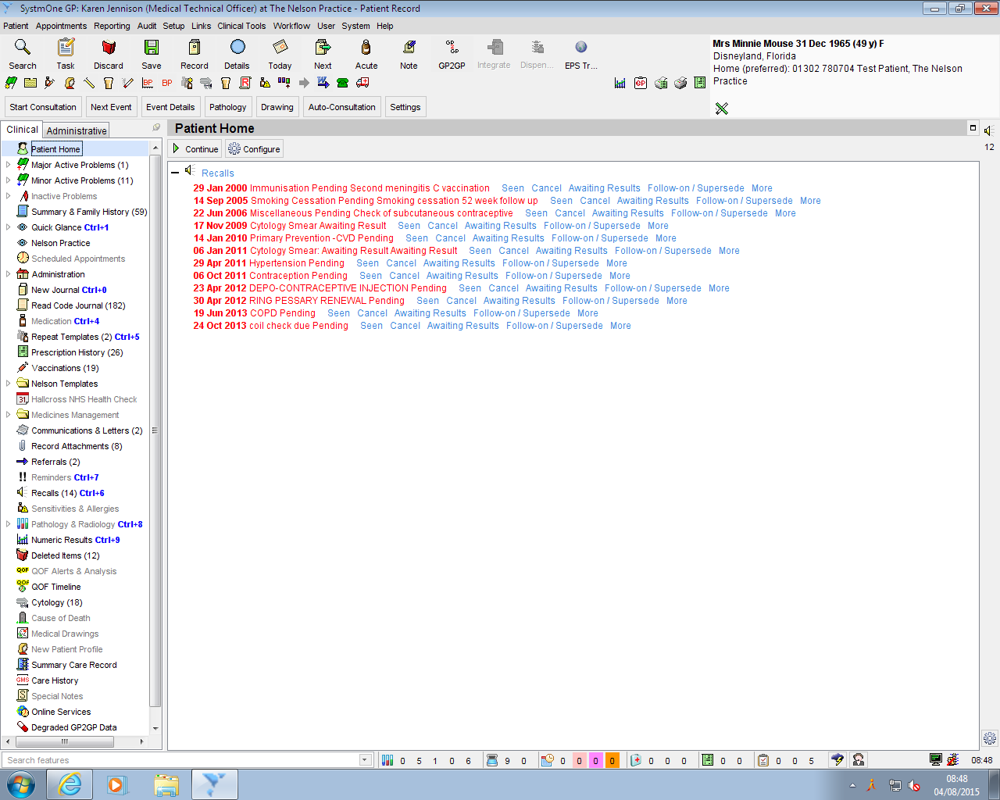 SystmOne GP: Karen Jennison (Medical Technical Officer) at The Nelson Practice - Patient Record
Patient Appointments Reporting Audit Setup Links Clinical Tools Workflow User System Help
Search Task Discard Save Record Details Today Next Acute Note GP2GP Integrate Dispen... EPS Tr...
Mrs Minnie Mouse 31 Dec 1965 (49 y) F
Disneyland, Florida
Home (preferred): 01302 780704 Test Patient, The Nelson
Practice
Start Consultation Next Event Event Details Pathology Drawing Auto-Consultation Settings
Clinical Administrative
Patient Home
Major Active Problems (1)
Minor Active Problems (11)
Inactive Problems
Summary & Family History (59)
Quick Glance Ctrl+1
Nelson Practice
Scheduled Appointments
Administration
New Journal Ctrl+0
Read Code Journal (182)
Medication Ctrl+4
Repeat Templates (2) Ctrl+5
Prescription History (26)
Vaccinations (19)
Nelson Templates
Hallcross NHS Health Check
Medicines Management
Communications & Letters (2)
Record Attachments (8)
Referrals (2)
Reminders Ctrl+7
Recalls (14) Ctrl+6
Sensitivities & Allergies
Pathology & Radiology Ctrl+8
Numeric Results Ctrl+9
Deleted Items (12)
QOF Alerts & Analysis
QOF Timeline
Cytology (18)
Cause of Death
Medical Drawings
New Patient Profile
Summary Care Record
Care History
Special Notes
Online Services
Degraded GP2GP Data
Patient Home
12
Continue Configure
Recalls
29 Jan 2000 Immunisation Pending Second meningitis C vaccination Seen Cancel Awaiting Results Follow-on / Supersede More
14 Sep 2005 Smoking Cessation Pending Smoking cessation 52 week follow up Seen Cancel Awaiting Results Follow-on / Supersede More
22 Jun 2006 Miscellaneous Pending Check of subcutaneous contraceptive Seen Cancel Awaiting Results Follow-on / Supersede More
17 Nov 2009 Cytology Smear Awaiting Result Seen Cancel Awaiting Results Follow-on / Supersede More
14 Jan 2010 Primary Prevention -CVD Pending Seen Cancel Awaiting Results Follow-on / Supersede More
06 Jan 2011 Cytology Smear: Awaiting Result Awaiting Result Seen Cancel Awaiting Results Follow-on / Supersede More
29 Apr 2011 Hypertension Pending Seen Cancel Awaiting Results Follow-on / Supersede More
06 Oct 2011 Contraception Pending Seen Cancel Awaiting Results Follow-on / Supersede More
23 Apr 2012 DEPO-CONTRACEPTIVE INJECTION Pending Seen Cancel Awaiting Results Follow-on / Supersede More
30 Apr 2012 RING PESSARY RENEWAL Pending Seen Cancel Awaiting Results Follow-on / Supersede More
19 Jun 2013 COPD Pending Seen Cancel Awaiting Results Follow-on / Supersede More
24 Oct 2013 coil check due Pending Seen Cancel Awaiting Results Follow-on / Supersede More
Search features
0 5 1 0 6 9 0 0 0 0 0 0 0 0 0 0 0 0 5 08:48
08:48
04/08/2015